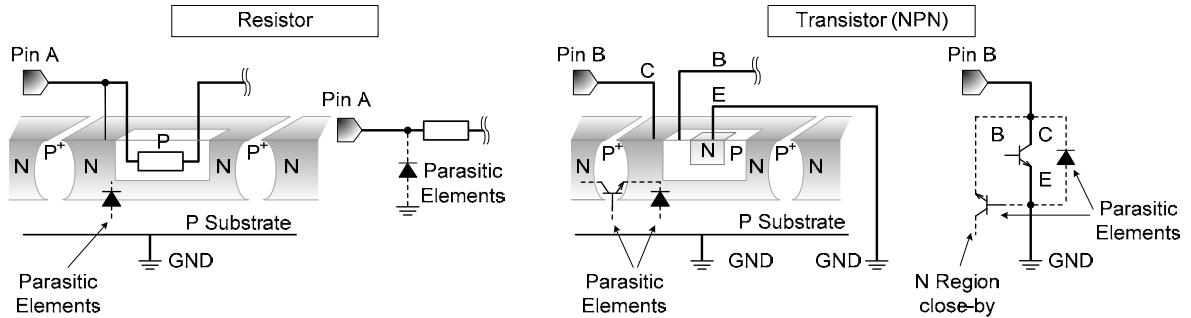 Resistor
Pin A
N
P+
N
P
N
P+
N
P Substrate
GND
Parasitic
Elements
Pin A
Parasitic
Elements
Transistor (NPN)
Pin B
C
B
E
N
P+
N
N
P
P+
N
P Substrate
GND
GND
Parasitic
Elements
Pin B
B
C
E
Parasitic
Elements
GND
N Region
close-by